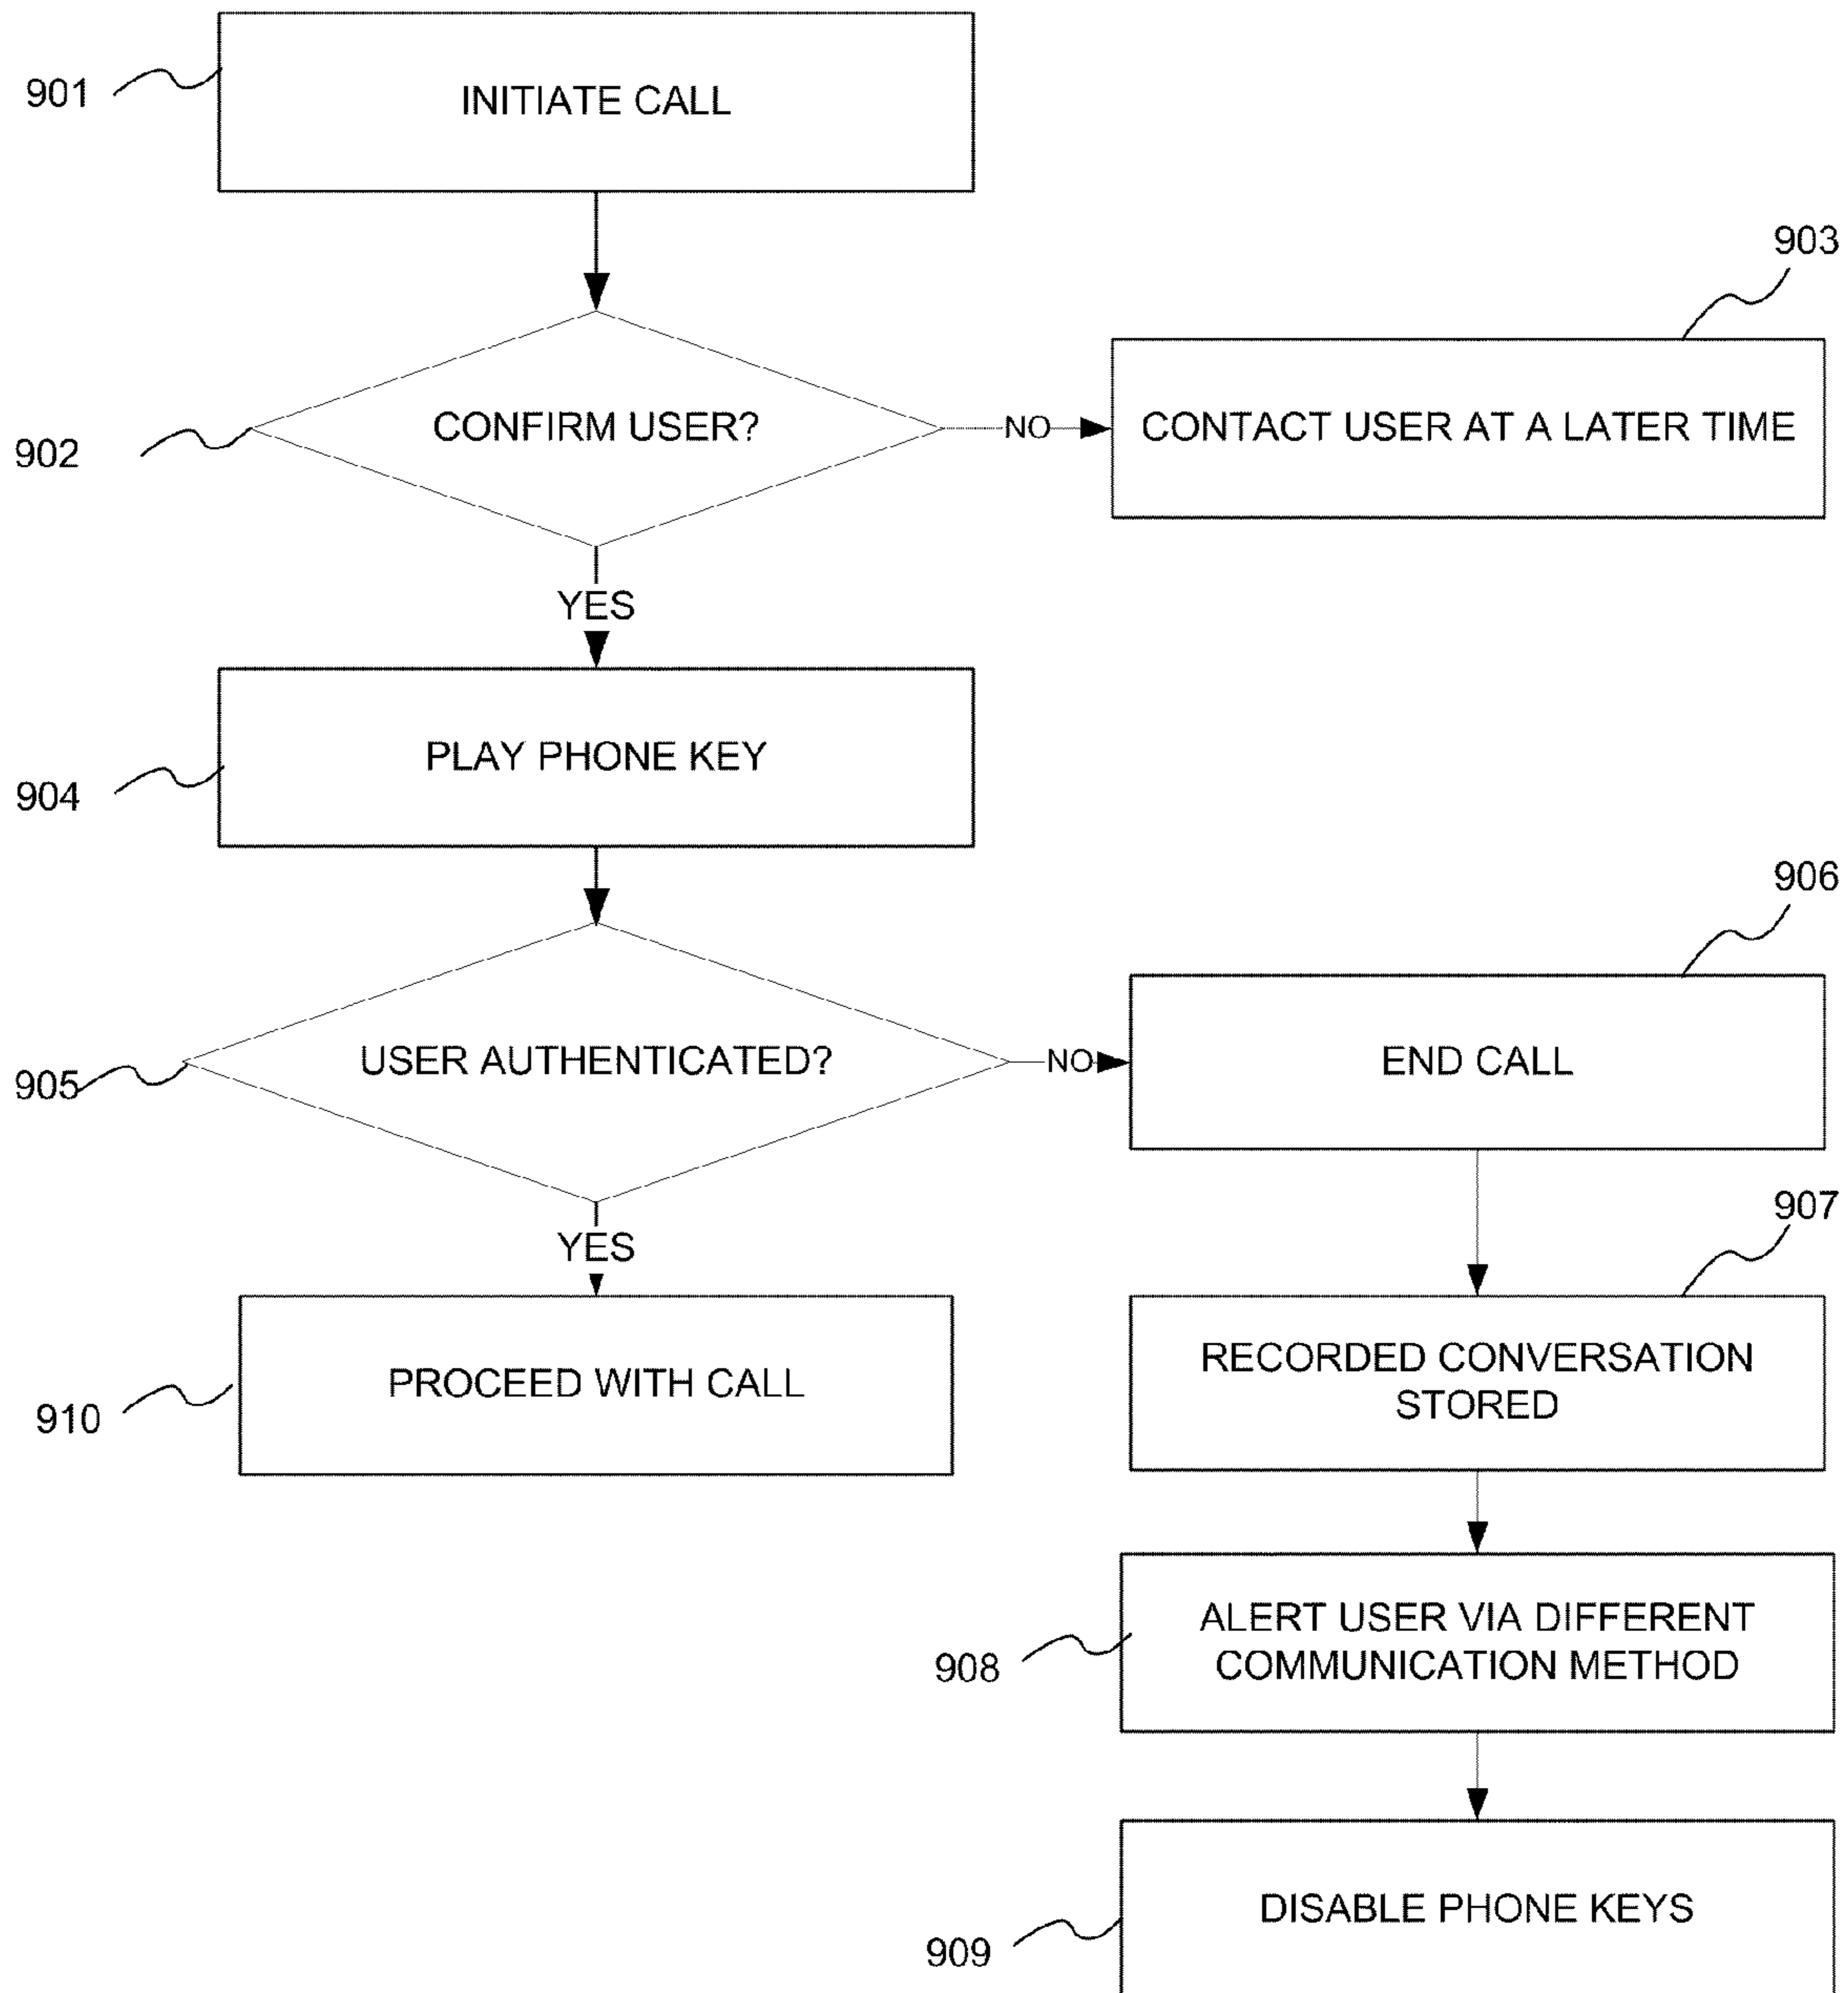 901
INITIATE CALL
903
902
CONFIRM USER?
NO
CONTACT USER AT A LATER TIME
YES
904
PLAY PHONE KEY
906
905
USER AUTHENTICATED?
NO
END CALL
907
YES
910
PROCEED WITH CALL
RECORDED CONVERSATION
STORED
908
ALERT USER VIA DIFFERENT
COMMUNICATION METHOD
909
DISABLE PHONE KEYS